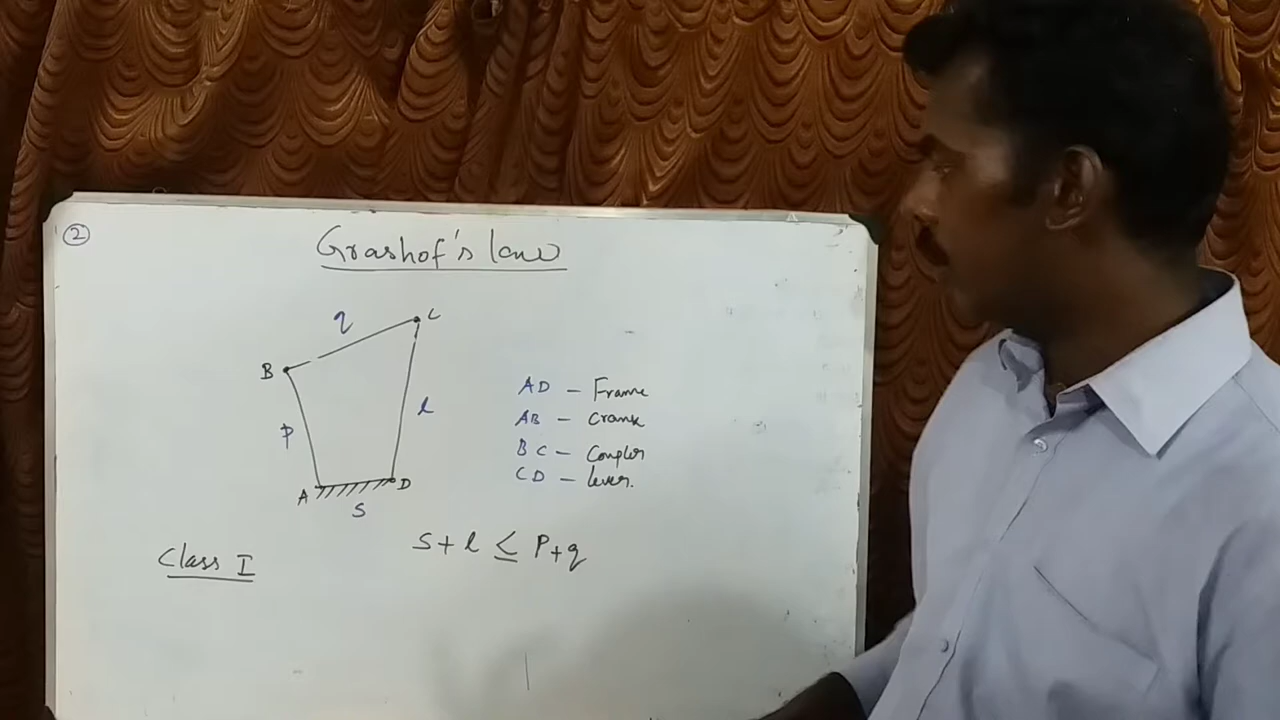 ②
Grashof's law
q
C
B
p
l
A
D
S
AD – Frame
AB – Crank
BC – Coupler
CD – lever.
Class I
S+l ≤ P+q